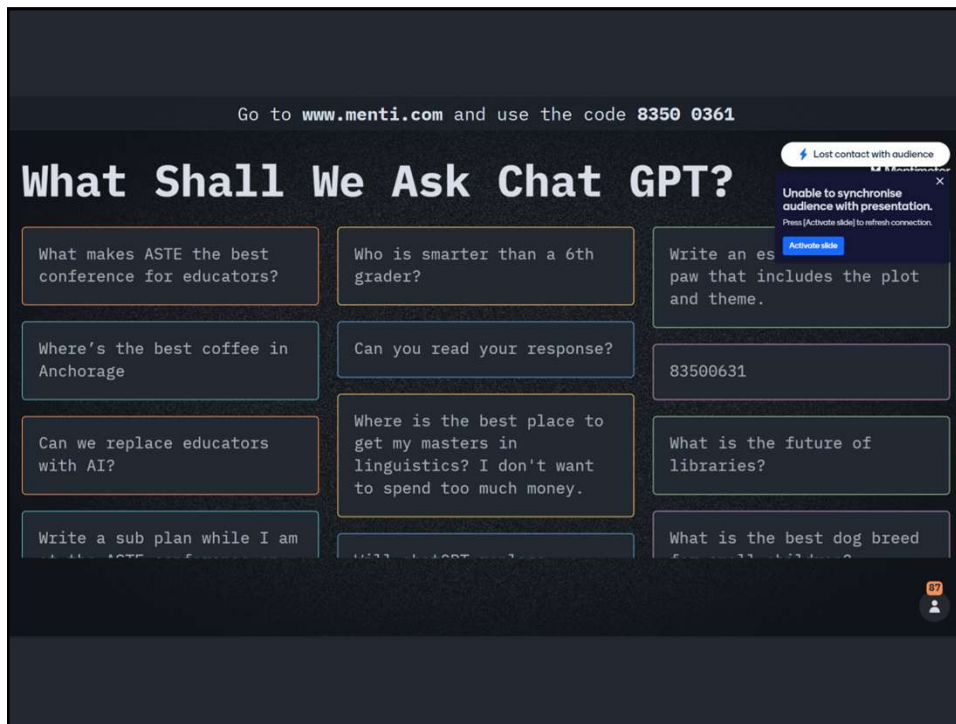 Go to www.menti.com and use the code 8350 0361
What Shall We Ask Chat GPT?
Lost contact with audience
Mentimeter
Unable to synchronise
audience with presentation.
Press [Activate slide] to refresh connection.
Activate slide
What makes ASTE the best
conference for educators?
Where's the best coffee in
Anchorage
Can we replace educators
with AI?
Write a sub plan while I am
Who is smarter than a 6th
grader?
Can you read your response?
Where is the best place to
get my masters in
linguistics? I don't want
to spend too much money.
Write an es
paw that includes the plot
and theme.
83500631
What is the future of
libraries?
What is the best dog breed
87